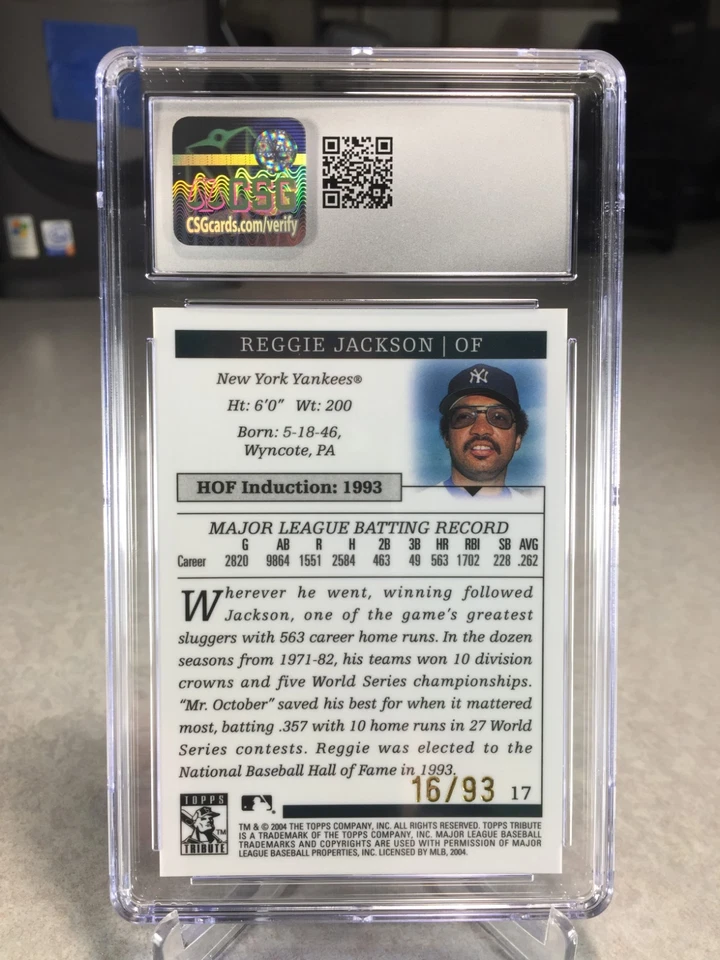 CSG
CSGcards.com/verify
REGGIE JACKSON | OF
New York Yankees®
Ht: 6'0" Wt: 200
Born: 5-18-46,
Wyncote, PA
NY
HOF Induction: 1993
MAJOR LEAGUE BATTING RECORD
G AB R H 2B 3B HR RBI SB AVG
Career 2820 9864 1551 2584 463 49 563 1702 228 .262
Wherever he went, winning followed
Jackson, one of the game's greatest
sluggers with 563 career home runs. In the dozen
seasons from 1971-82, his teams won 10 division
crowns and five World Series championships.
"Mr. October" saved his best for when it mattered
most, batting .357 with 10 home runs in 27 World
Series contests. Reggie was elected to the
National Baseball Hall of Fame in 1993.
16/93 17
TOPPS
TM
TRIBUTE
TM & © 2004 THE TOPPS COMPANY, INC. ALL RIGHTS RESERVED. TOPPS TRIBUTE
IS A TRADEMARK OF THE TOPPS COMPANY, INC. MAJOR LEAGUE BASEBALL
TRADEMARKS AND COPYRIGHTS ARE USED WITH PERMISSION OF MAJOR
LEAGUE BASEBALL PROPERTIES, INC. LICENSED BY MLB, 2004.